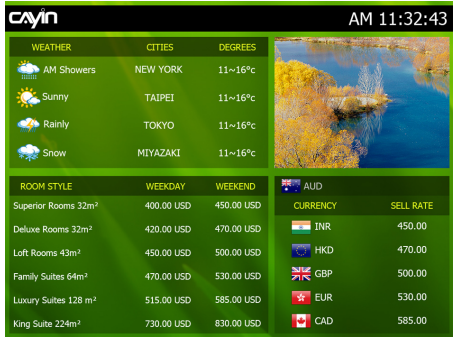 CAYIN
AM 11:32:43
WEATHER CITIES DEGREES
AM Showers NEW YORK 11~16°c
Sunny TAIPEI 11~16°c
Rainly TOKYO 11~16°c
Snow MIYAZAKI 11~16°c
ROOM STYLE WEEKDAY WEEKEND
Superior Rooms 32m² 400.00 USD 450.00 USD
Deluxe Rooms 32m² 420.00 USD 470.00 USD
Loft Rooms 43m² 450.00 USD 500.00 USD
Family Suites 64m² 470.00 USD 530.00 USD
Luxury Suites 128 m² 515.00 USD 585.00 USD
King Suite 224m² 730.00 USD 830.00 USD
AUD
CURRENCY SELL RATE
INR 450.00
HKD 470.00
GBP 500.00
EUR 530.00
CAD 585.00